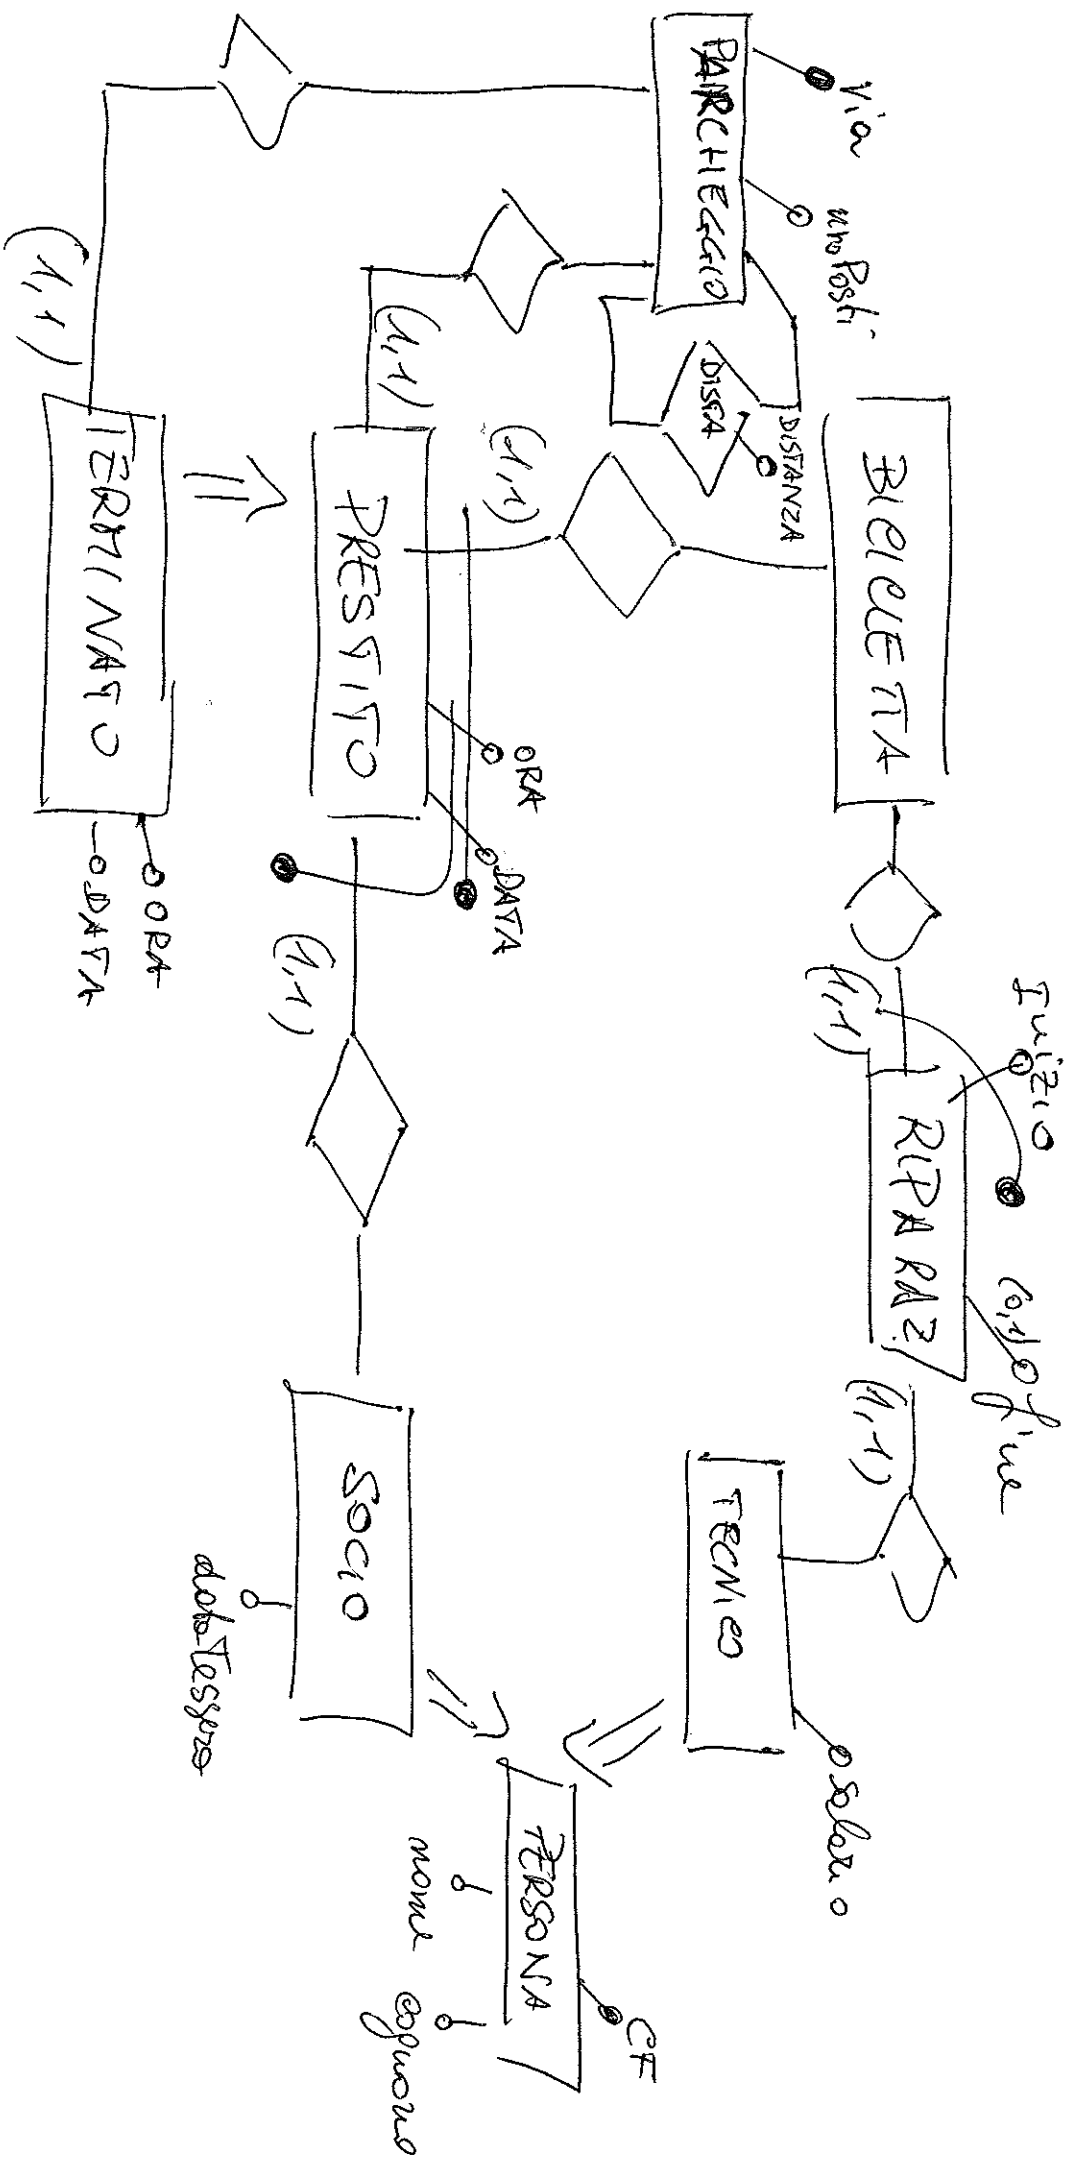 Via
nroPosti
PARCHEGGIO
DISTA
DISTANZA
BICICLETTA
Inizio
(1,1)
RIPARAZ
(0,1)
fine
(1,1)
TECNICO
salario
(1,1)
(1,1)
PRESTITO
ORA
DATA
(1,1)
SOCIO
dataTessera
PERSONA
CF
nome
cognome
(1,1)
TERMINATO
ORA
DATA